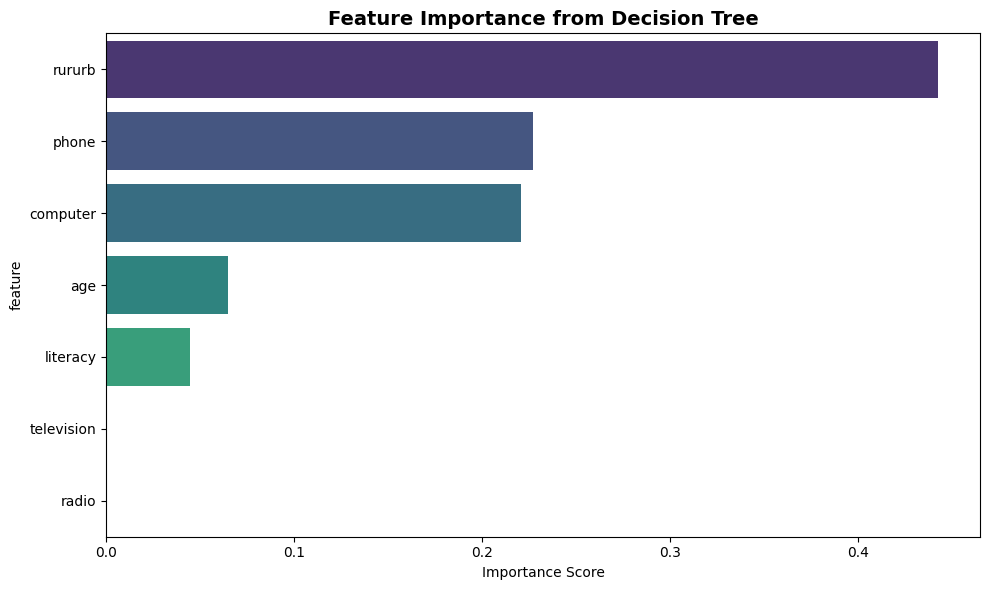 Feature Importance from Decision Tree
rururb
phone
computer
age
literacy
television
radio
feature
0.0 0.1 0.2 0.3 0.4
Importance Score